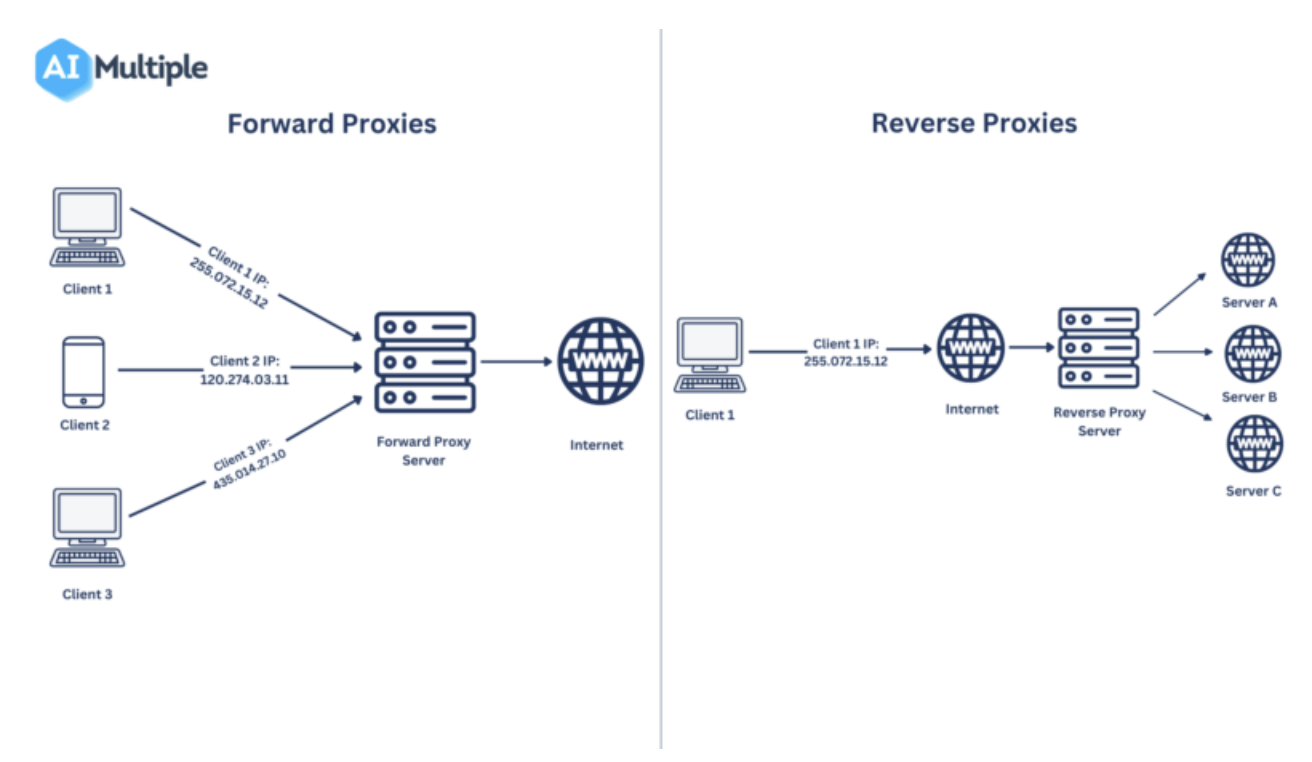 AI Multiple
Forward Proxies
Client 1 IP:
255.072.15.12
Client 1
Client 2 IP:
120.274.03.11
Client 2
Client 3 IP:
435.014.27.10
Client 3
Forward Proxy
Server
WWW
Internet
Reverse Proxies
Client 1
Client 1 IP:
255.072.15.12
WWW
Internet
Reverse Proxy
Server
WWW
Server A
WWW
Server B
WWW
Server C